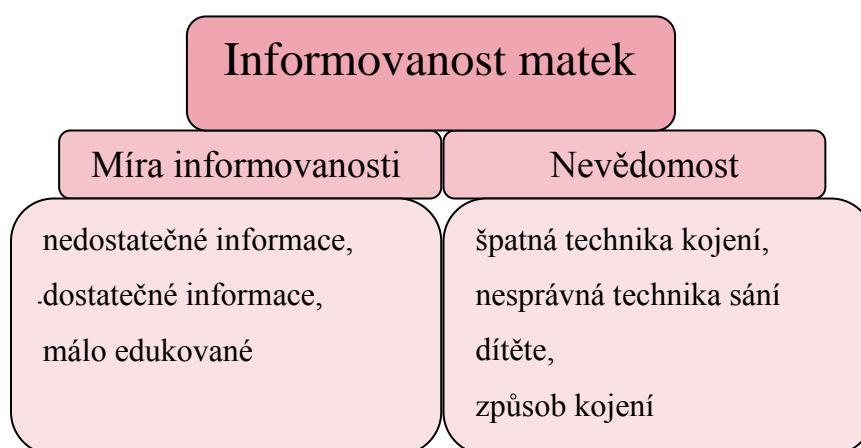 Informovanost matek
Míra informovanosti
Nevědomost
nedostatečné informace,
.dostatečné informace,
málo edukované
špatná technika kojení,
nesprávná technika sání
dítěte,
způsob kojení